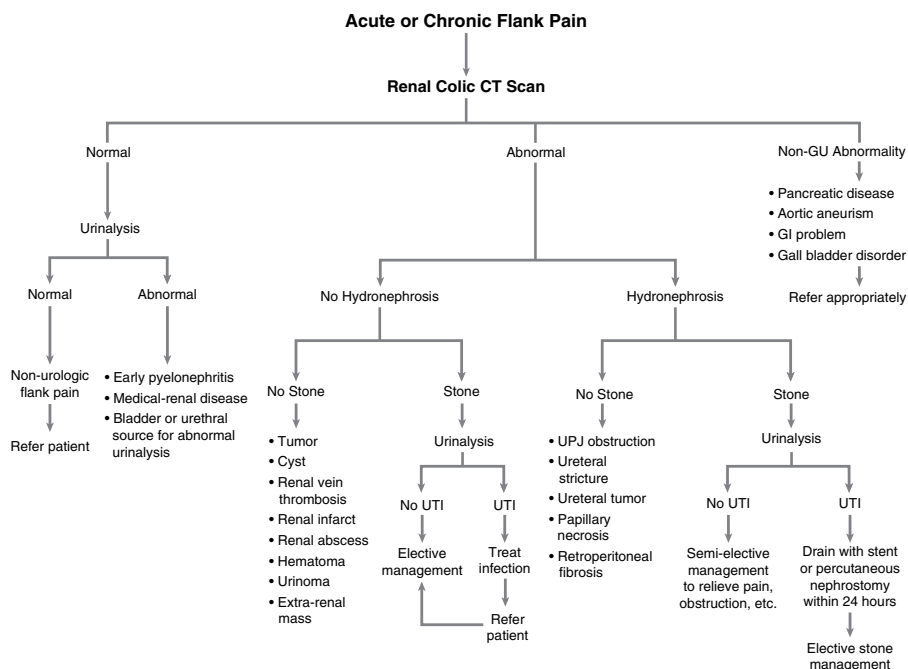 Acute or Chronic Flank Pain
Renal Colic CT Scan
Normal
Abnormal
Non-GU Abnormality
• Pancreatic disease
• Aortic aneurism
• GI problem
• Gall bladder disorder
Refer appropriately
Urinalysis
Normal
Abnormal
Non-urologic
flank pain
Refer patient
• Early pyelonephritis
• Medical-renal disease
• Bladder or urethral
source for abnormal
urinalysis
No Hydronephrosis
Hydronephrosis
No Stone
• Tumor
• Cyst
• Renal vein
thrombosis
• Renal infarct
• Renal abscess
• Hematoma
• Urinoma
• Extra-renal
mass
Stone
Urinalysis
No UTI
UTI
Elective
management
Treat
infection
Refer
patient
No Stone
• UPJ obstruction
• Ureteral
stricture
• Ureteral tumor
• Papillary
necrosis
• Retroperitoneal
fibrosis
Stone
Urinalysis
No UTI
UTI
Semi-elective
management
to relieve pain,
obstruction, etc.
Drain with stent
or percutaneous
nephrostomy
within 24 hours
Elective stone
management